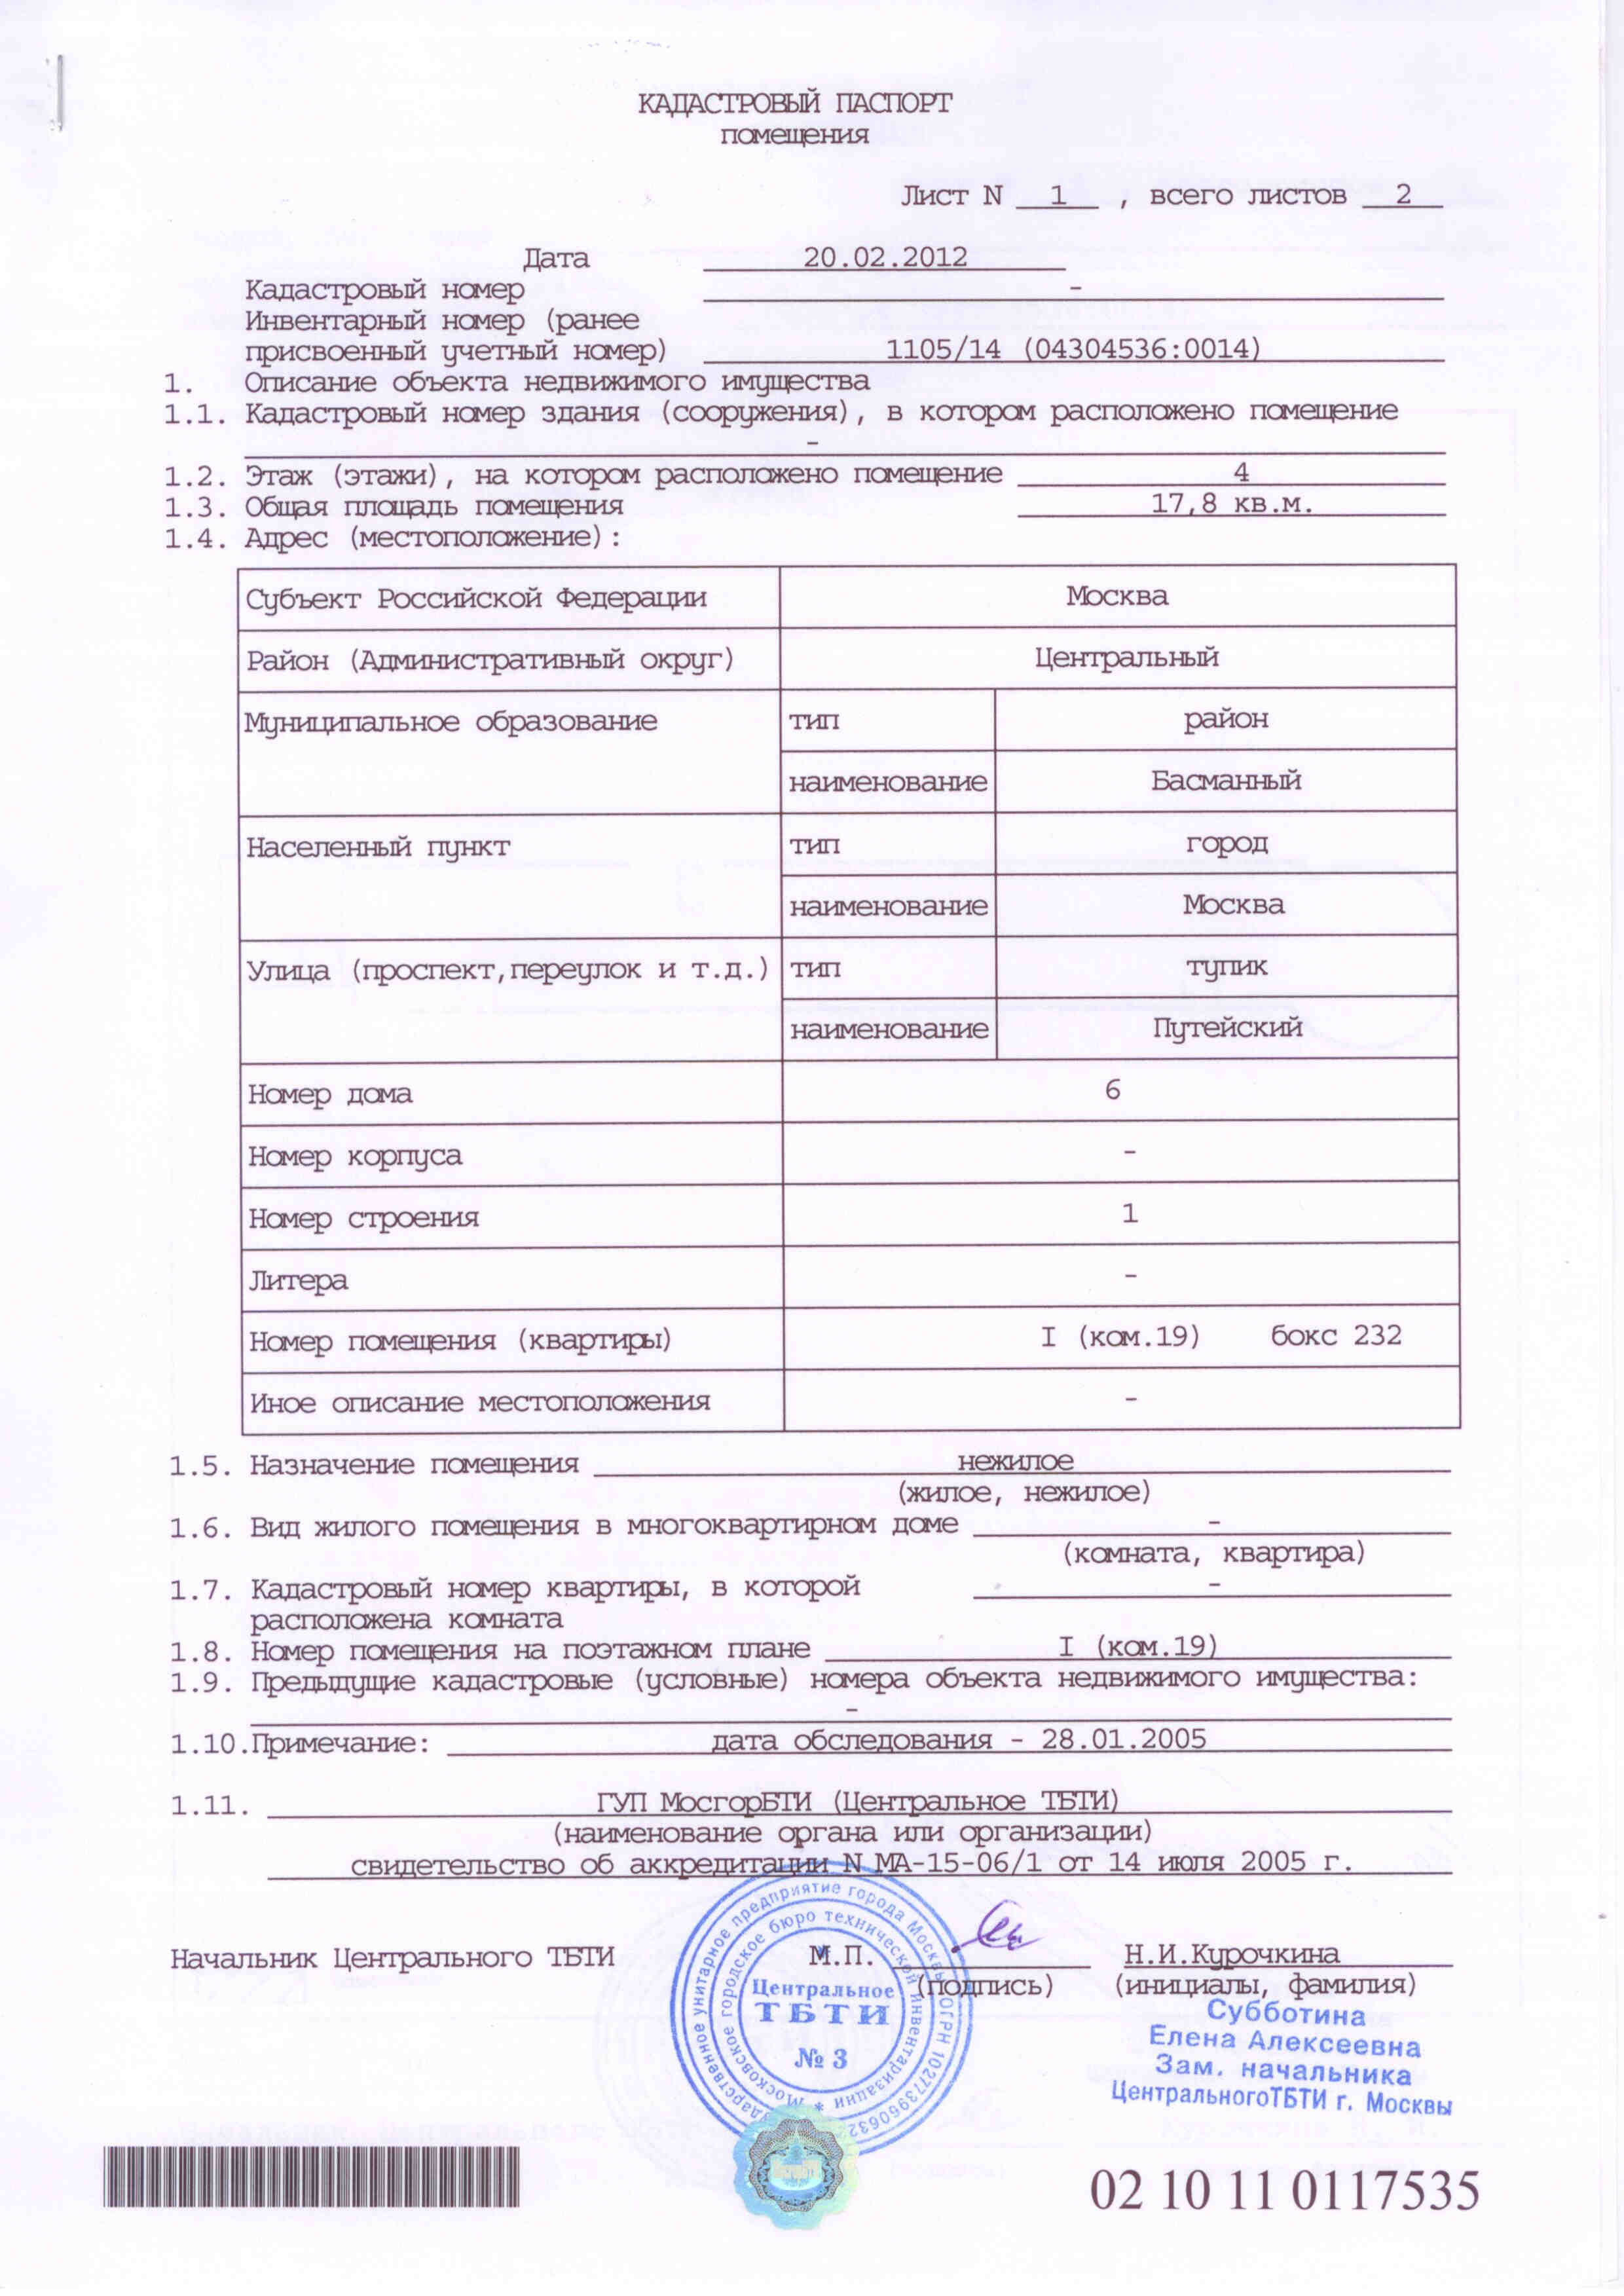 КАДАСТРОВЫЙ ПАСПОРТ
помещения
Лист N 1 , всего листов 2
Дата 20.02.2012
Кадастровый номер -
Инвентарный номер (ранее
присвоенный учетный номер) 1105/14 (04304536:0014)
1. Описание объекта недвижимого имущества
1.1. Кадастровый номер здания (сооружения), в котором расположено помещение
-
1.2. Этаж (этажи), на котором расположено помещение 4
1.3. Общая площадь помещения 17,8 кв.м.
1.4. Адрес (местоположение):
Субъект Российской Федерации Москва
Район (Административный округ) Центральный
Муниципальное образование тип район
наименование Басманный
Населенный пункт тип город
наименование Москва
Улица (проспект,переулок и т.д.) тип тупик
наименование Путейский
Номер дома 6
Номер корпуса -
Номер строения 1
Литера -
Номер помещения (квартиры) I (ком.19) бокс 232
Иное описание местоположения -
1.5. Назначение помещения нежилое
(жилое, нежилое)
1.6. Вид жилого помещения в многоквартирном доме -
(комната, квартира)
1.7. Кадастровый номер квартиры, в которой -
расположена комната
1.8. Номер помещения на поэтажном плане I (ком.19)
1.9. Предыдущие кадастровые (условные) номера объекта недвижимого имущества:
-
1.10.Примечание: дата обследования - 28.01.2005
1.11. ГУП МосгорБТИ (Центральное ТБТИ)
(наименование органа или организации)
свидетельство об аккредитации N МА-15-06/1 от 14 июля 2005 г.
Начальник Центрального ТБТИ М.П. Н.И.Курочкина
(подпись) (инициалы, фамилия)
унитарное предприятие города Москвы ОГРН
Московское городское бюро технической инвентаризации *
Центральное
ТБТИ
№ 3
Субботина
Елена Алексеевна
Зам. начальника
ЦентральногоТБТИ г. Москвы
02 10 11 0117535